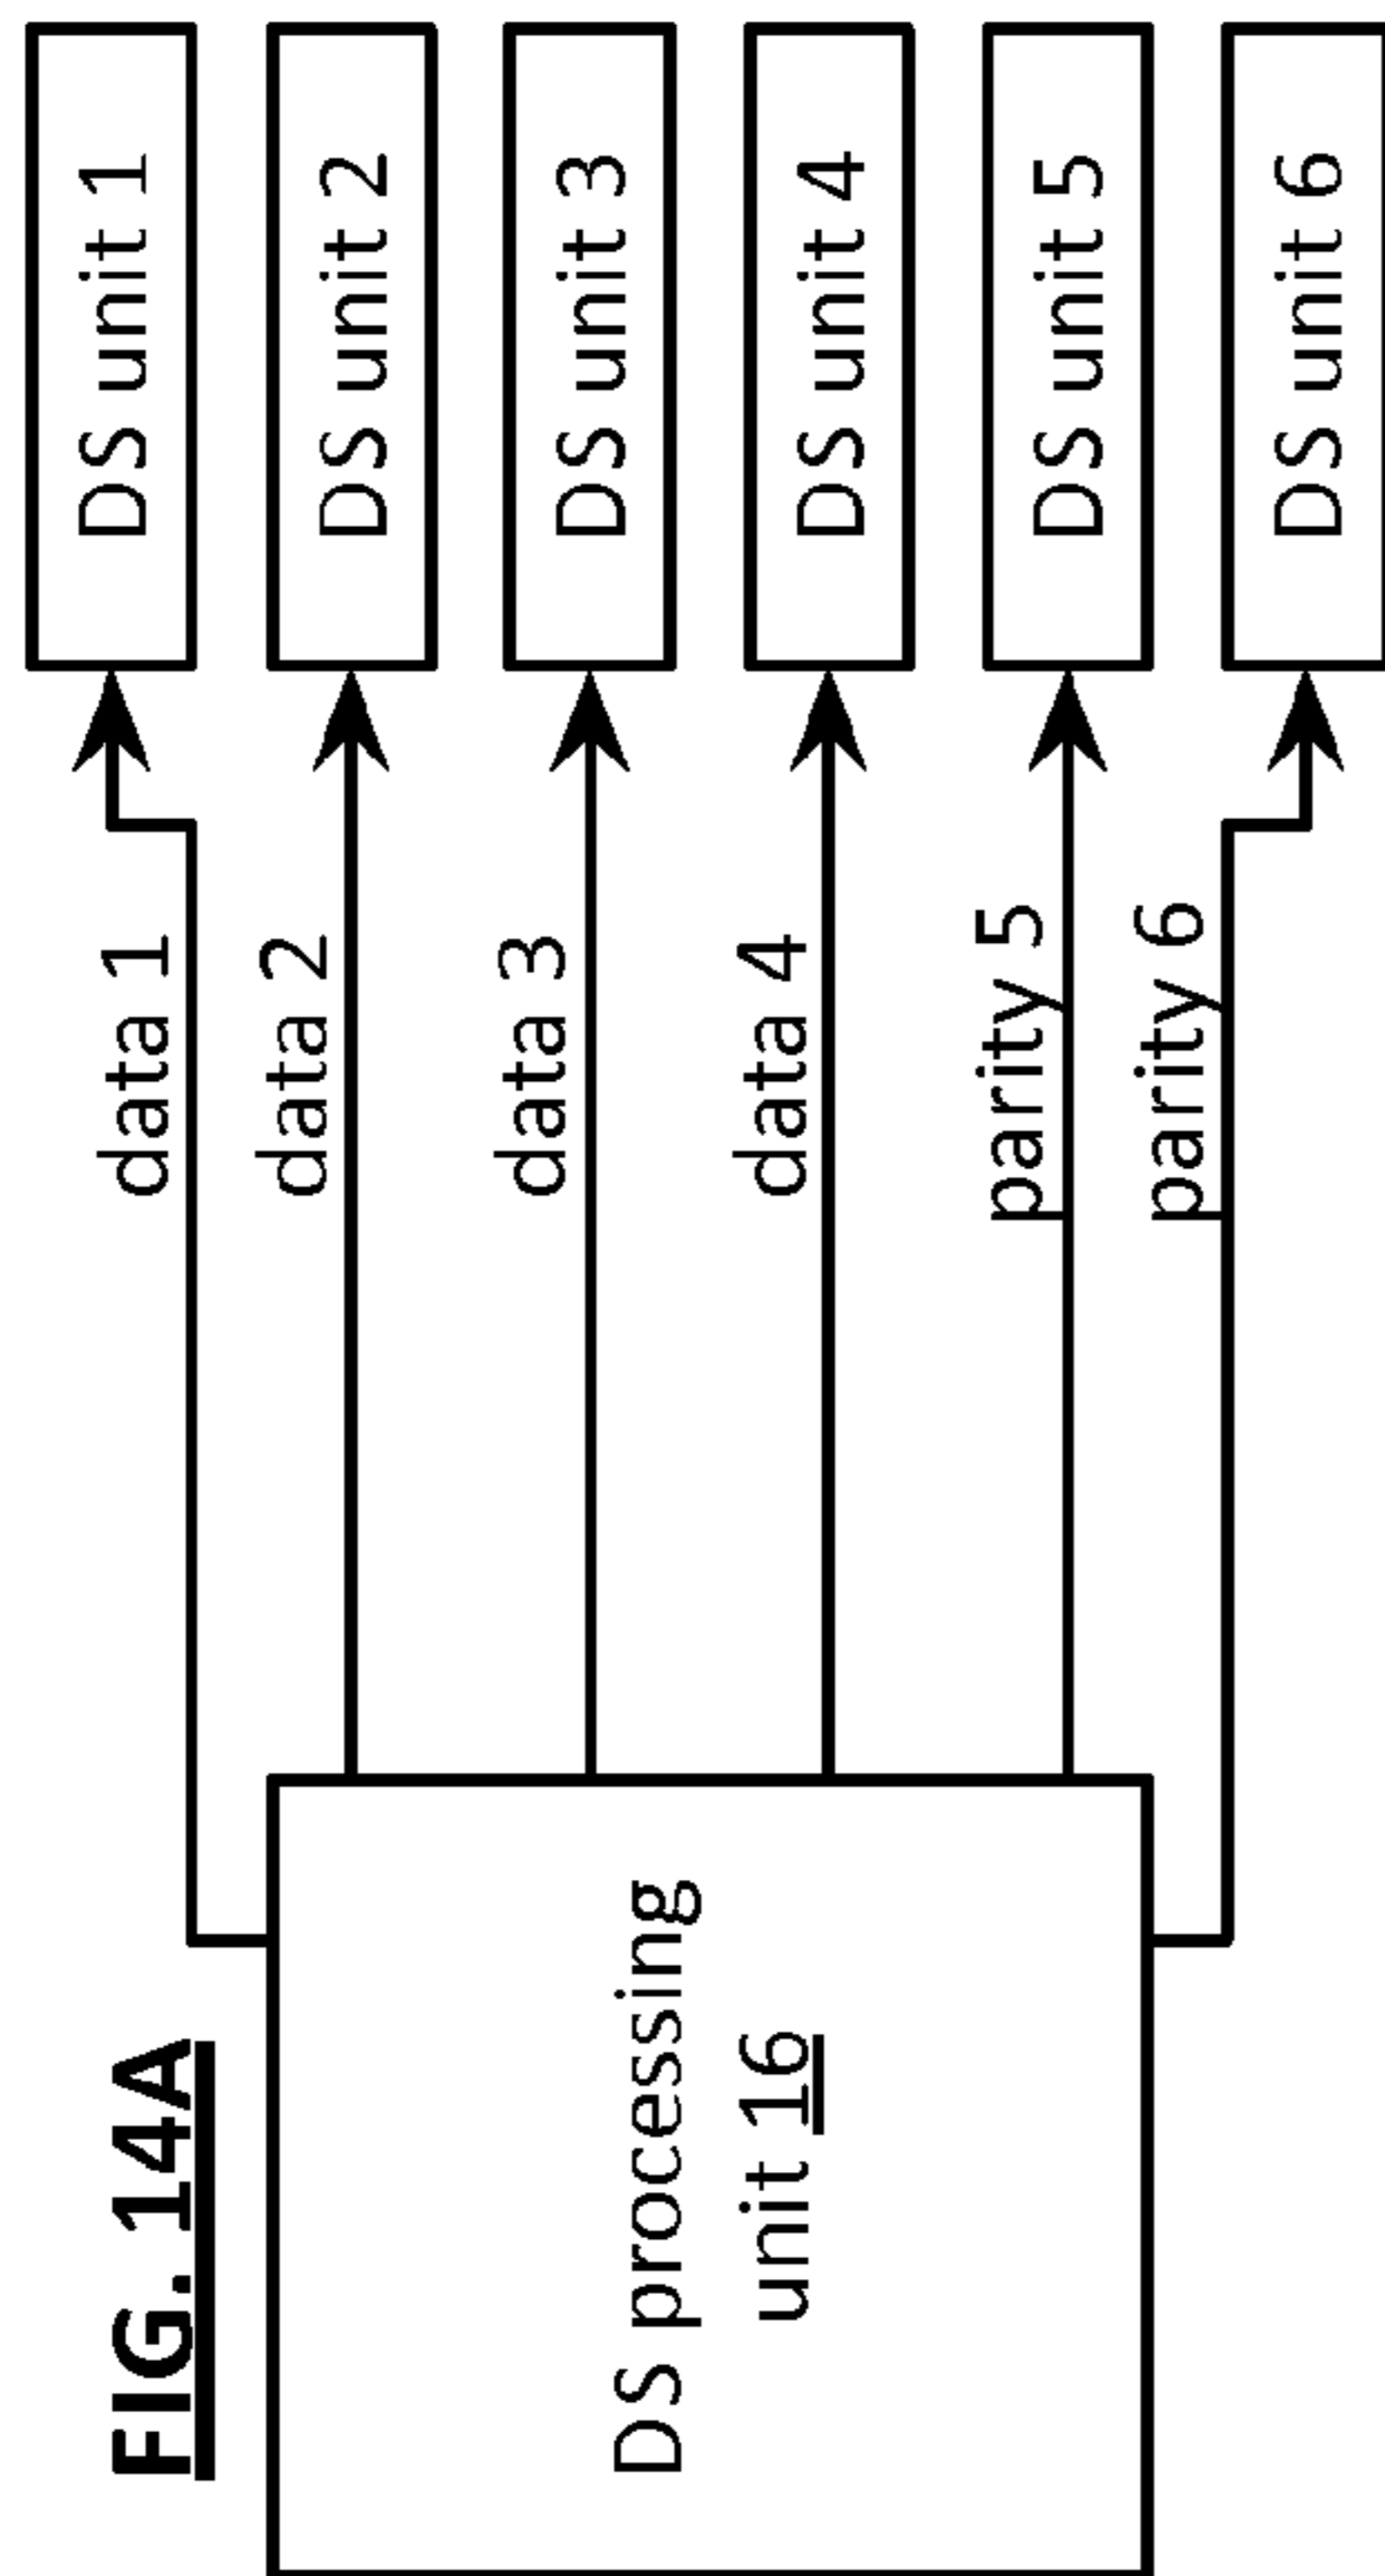 FIG. 14A
DS processing
unit 16
data 1
data 2
data 3
data 4
parity 5
parity 6
DS unit 1
DS unit 2
DS unit 3
DS unit 4
DS unit 5
DS unit 6